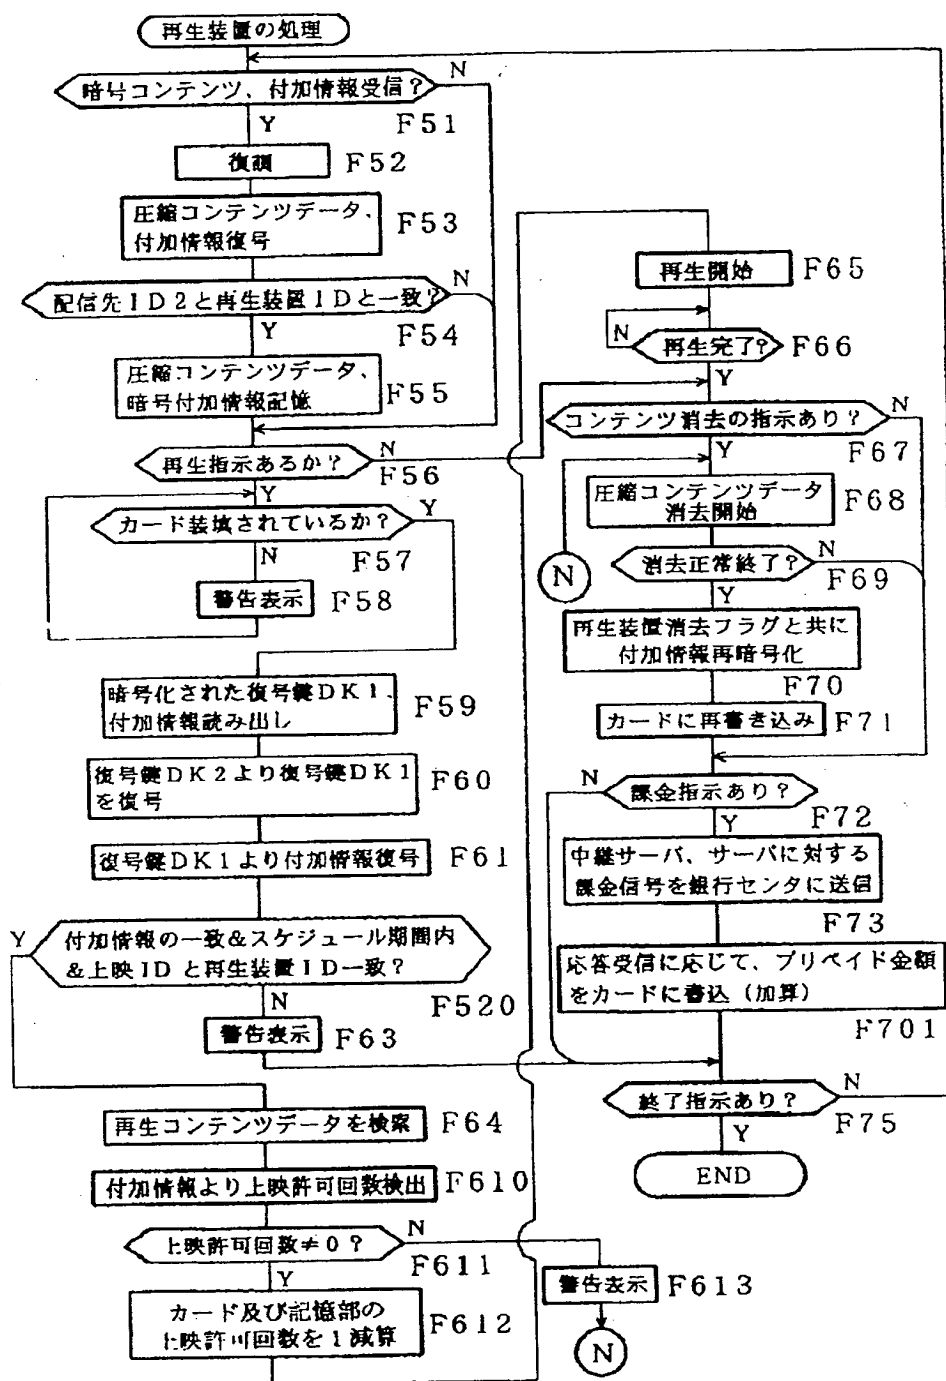 再生装置の処理
暗号コンテンツ、付加情報受信?
N
Y
F51
復調
F52
圧縮コンテンツデータ、
付加情報復号
F53
配信先ID2と再生装置IDと一致?
N
Y
F54
圧縮コンテンツデータ、
暗号付加情報記憶
F55
再生指示あるか?
N
F56
Y
カード装填されているか?
Y
N
F57
警告表示
F58
暗号化された復号鍵DK1、
付加情報読み出し
F59
復号鍵DK2より復号鍵DK1
を復号
F60
復号鍵DK1より付加情報復号
F61
Y
付加情報の一致&スケジュール期間内
&上映IDと再生装置ID一致?
N
F520
警告表示
F63
再生コンテンツデータを検索
F64
付加情報より上映許可回数検出
F610
上映許可回数≠0?
N
F611
Y
カード及び記憶部の
上映許可回数を1減算
F612
警告表示
F613
N
再生開始
F65
N
再生完了?
F66
Y
コンテンツ消去の指示あり?
N
Y
F67
圧縮コンテンツデータ
消去開始
F68
N
消去正常終了?
N
F69
Y
再生装置消去フラグと共に
付加情報再暗号化
F70
カードに再書き込み
F71
N
課金指示あり?
Y
F72
中継サーバ、サーバに対する
課金信号を銀行センタに送信
F73
応答受信に応じて、プリペイド金額
をカードに書込(加算)
F701
終了指示あり?
N
F75
Y
END